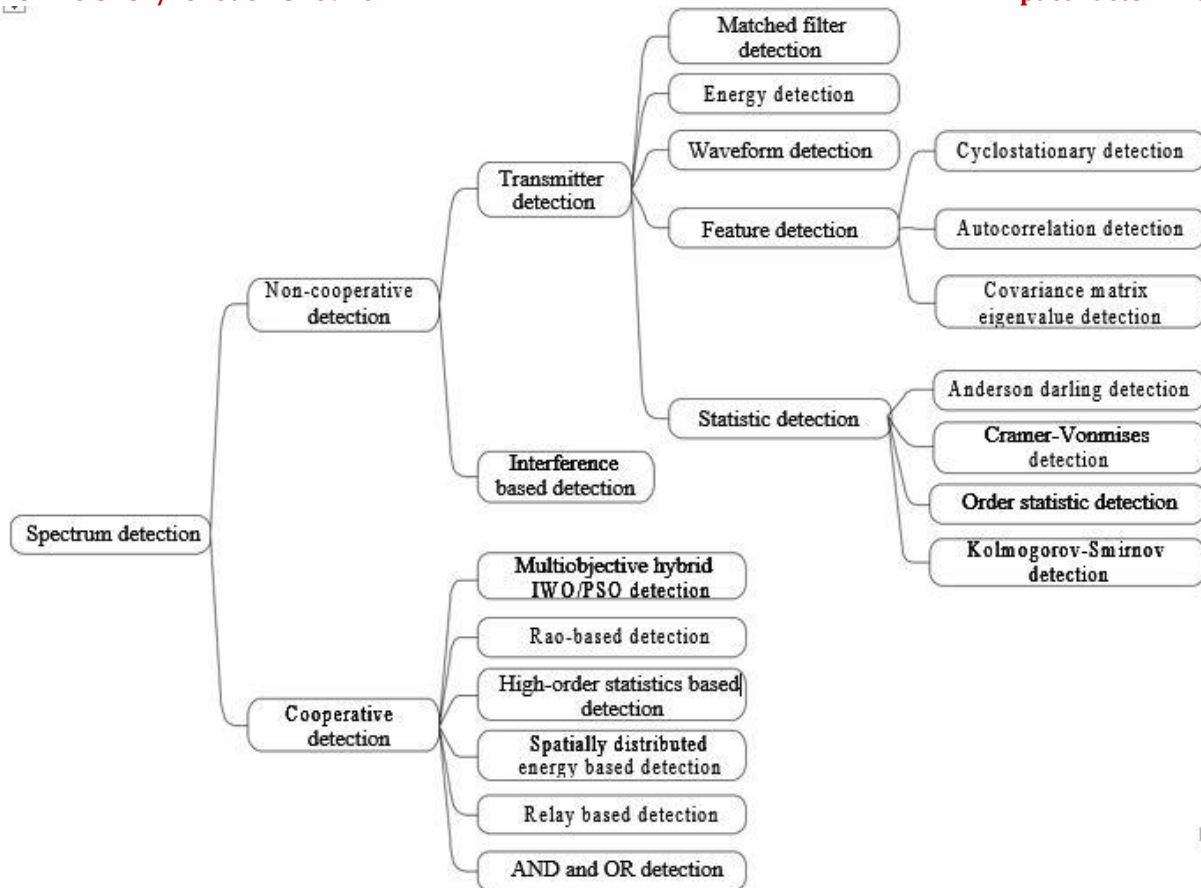 Matched filter
detection
Energy detection
Waveform detection
Cyclostationary detection
Transmitter
detection
Feature detection
Autocorrelation detection
Non-cooperative
detection
Covariance matrix
eigenvalue detection
Anderson darling detection
Statistic detection
Cramer-Vonmises
detection
Interference
based detection
Order statistic detection
Spectrum detection
Kolmogorov-Smirnov
detection
Multiobjective hybrid
IWO/PSO detection
Rao-based detection
High-order statistics based
detection
Cooperative
detection
Spatially distributed
energy based detection
Relay based detection
AND and OR detection